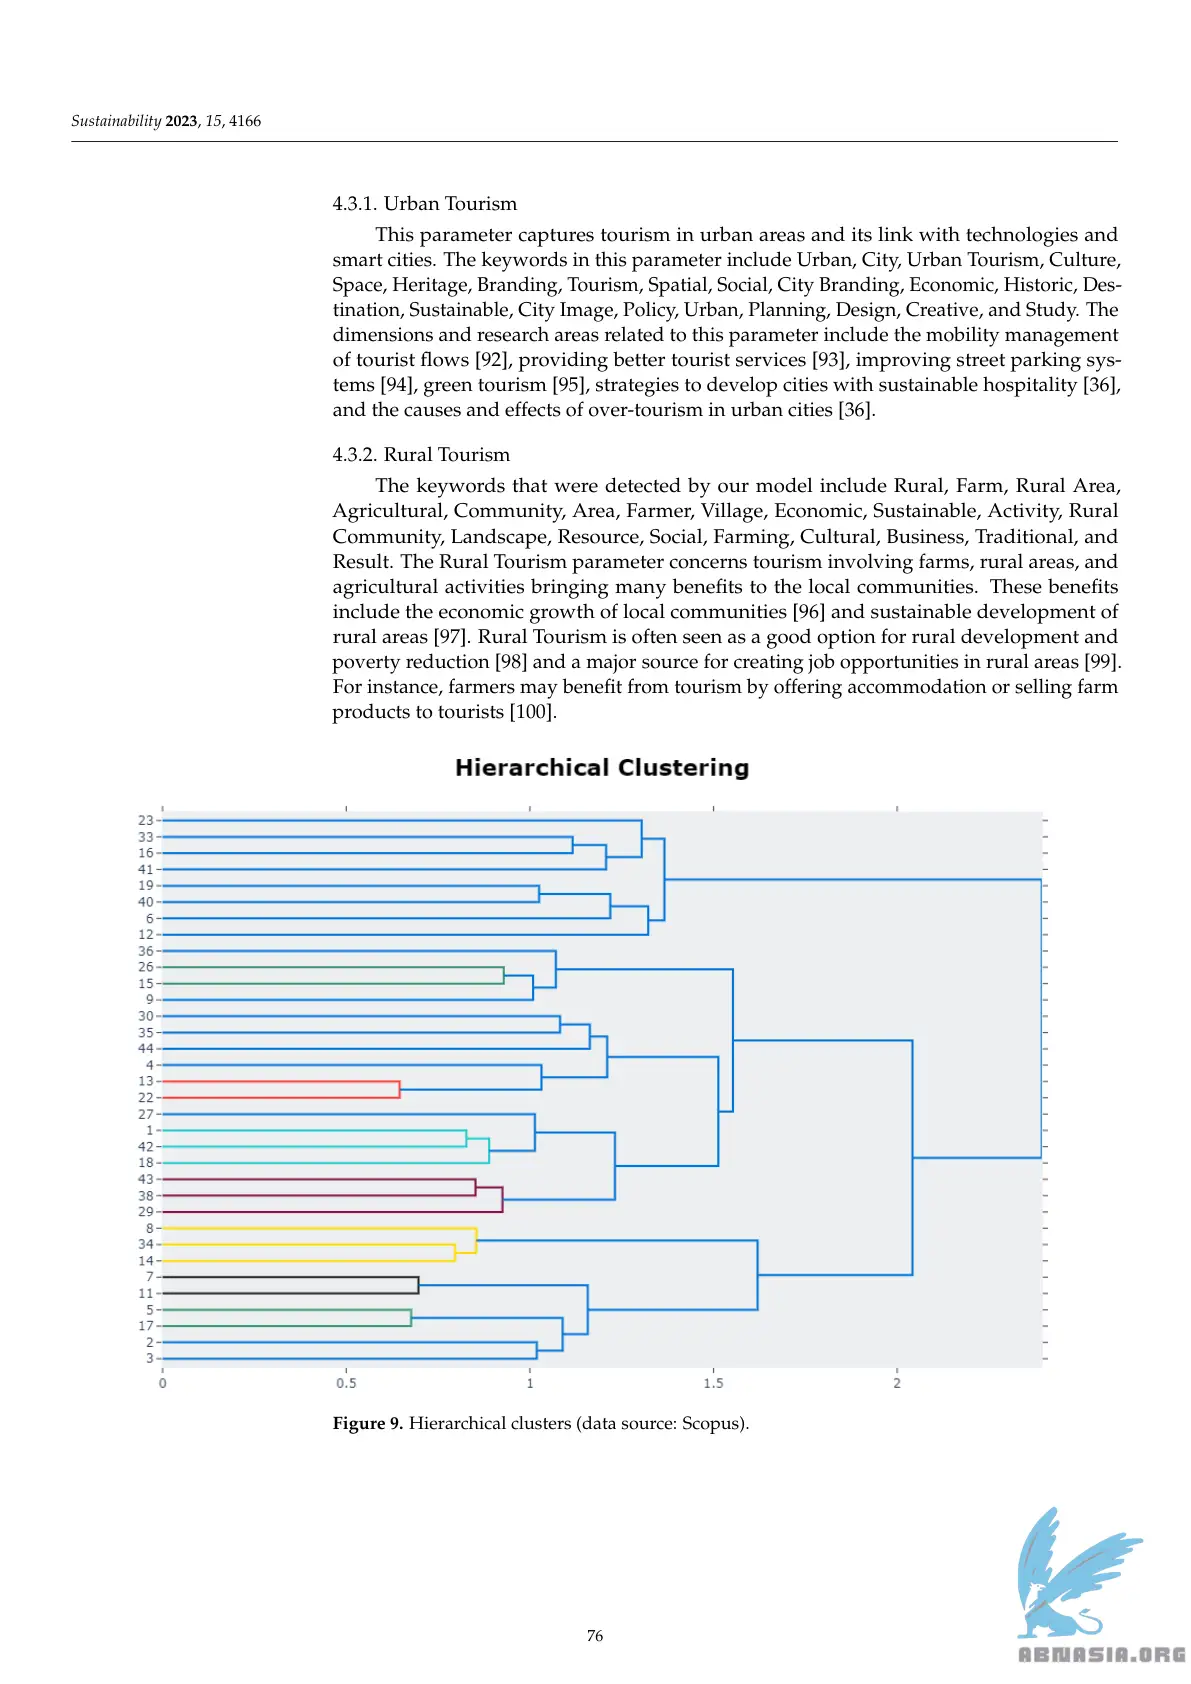 Sustainability 2023, 15, 4166
4.3.1. Urban Tourism
This parameter captures tourism in urban areas and its link with technologies and
smart cities. The keywords in this parameter include Urban, City, Urban Tourism, Culture,
Space, Heritage, Branding, Tourism, Spatial, Social, City Branding, Economic, Historic, Des-
tination, Sustainable, City Image, Policy, Urban, Planning, Design, Creative, and Study. The
dimensions and research areas related to this parameter include the mobility management
of tourist flows [92], providing better tourist services [93], improving street parking sys-
tems [94], green tourism [95], strategies to develop cities with sustainable hospitality [36],
and the causes and effects of over-tourism in urban cities [36].
4.3.2. Rural Tourism
The keywords that were detected by our model include Rural, Farm, Rural Area,
Agricultural, Community, Area, Farmer, Village, Economic, Sustainable, Activity, Rural
Community, Landscape, Resource, Social, Farming, Cultural, Business, Traditional, and
Result. The Rural Tourism parameter concerns tourism involving farms, rural areas, and
agricultural activities bringing many benefits to the local communities. These benefits
include the economic growth of local communities [96] and sustainable development of
rural areas [97]. Rural Tourism is often seen as a good option for rural development and
poverty reduction [98] and a major source for creating job opportunities in rural areas [99].
For instance, farmers may benefit from tourism by offering accommodation or selling farm
products to tourists [100].
Hierarchical Clustering
23
33
16
41
19
40
6
12
36
26
15
9
30
35
44
4
13
22
27
1
42
18
43
38
29
8
34
14
7
11
5
17
2
3
0 0.5 1 1.5 2
Figure 9. Hierarchical clusters (data source: Scopus).
76
ABNASIA.ORG